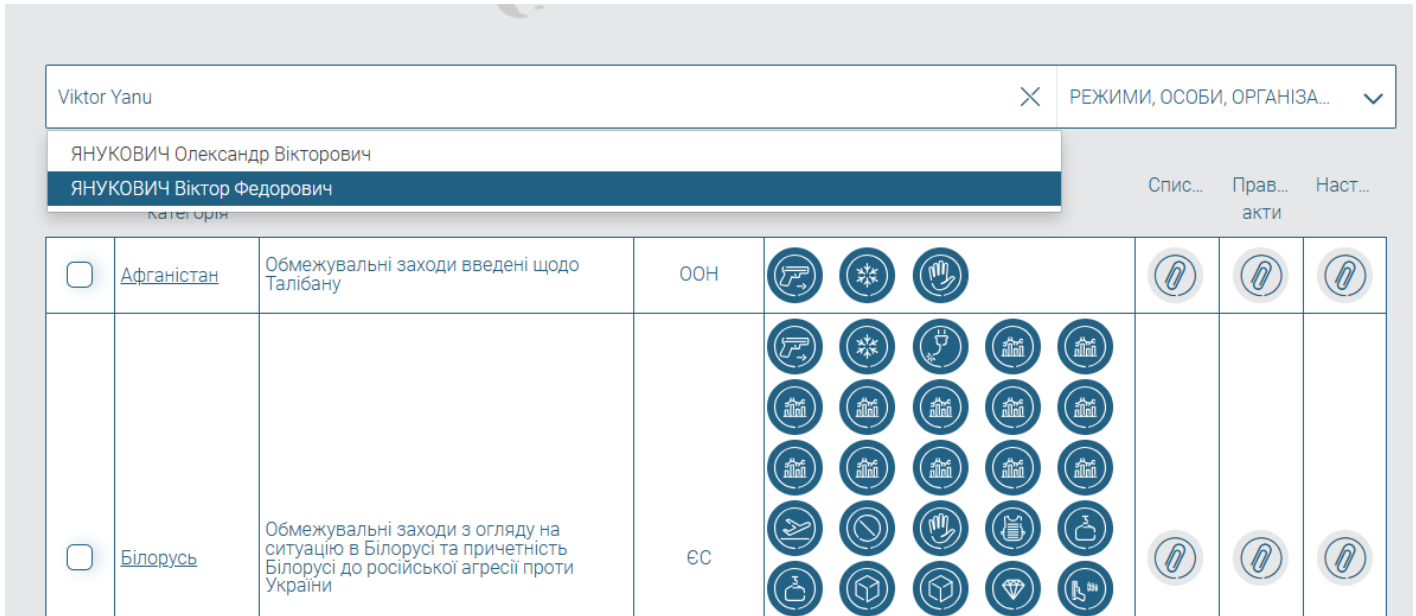 Viktor Yanu
РЕЖИМИ, ОСОБИ, ОРГАНІЗА...
ЯНУКОВИЧ Олександр Вікторович
ЯНУКОВИЧ Віктор Федорович
Категорія
Спис...
Прав...
акти
Наст...
Афганістан
Обмежувальні заходи введені щодо
Талібану
ООН
Білорусь
Обмежувальні заходи з огляду на
ситуацію в Білорусі та причетність
Білорусі до російської агресії проти
України
ЄС